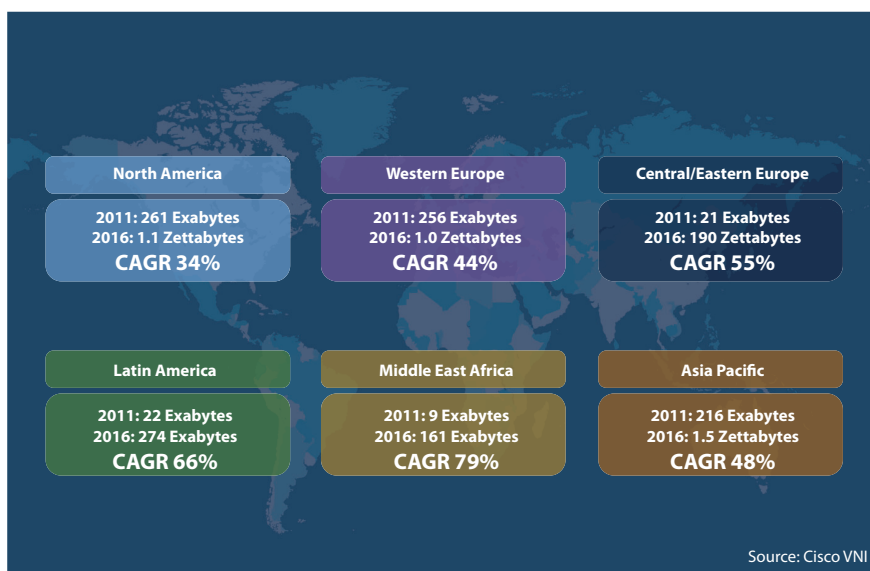 North America
2011: 261 Exabytes
2016: 1.1 Zettabytes
CAGR 34%
Western Europe
2011: 256 Exabytes
2016: 1.0 Zettabytes
CAGR 44%
Central/Eastern Europe
2011: 21 Exabytes
2016: 190 Zettabytes
CAGR 55%
Latin America
2011: 22 Exabytes
2016: 274 Exabytes
CAGR 66%
Middle East Africa
2011: 9 Exabytes
2016: 161 Exabytes
CAGR 79%
Asia Pacific
2011: 216 Exabytes
2016: 1.5 Zettabytes
CAGR 48%
Source: Cisco VNI